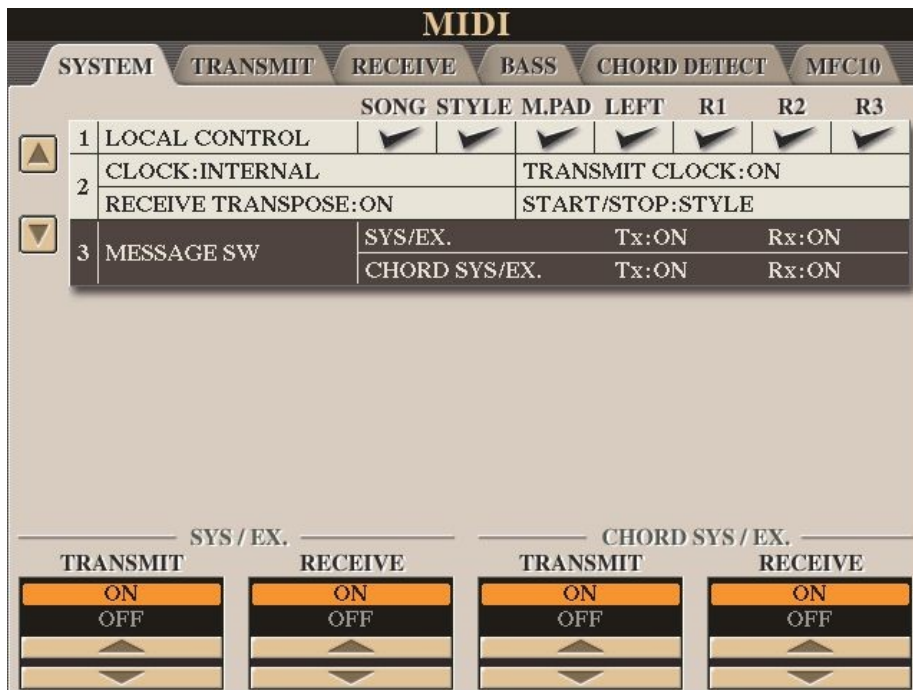 MIDI
SYSTEM TRANSMIT RECEIVE BASS CHORD DETECT MFC10
SONG STYLE M.PAD LEFT R1 R2 R3
1 LOCAL CONTROL
2 CLOCK:INTERNAL TRANSMIT CLOCK:ON
RECEIVE TRANSPOSE:ON START/STOP:STYLE
3 MESSAGE SW SYS/EX. Tx:ON Rx:ON
CHORD SYS/EX. Tx:ON Rx:ON
SYS / EX. CHORD SYS / EX.
TRANSMIT RECEIVE TRANSMIT RECEIVE
ON ON ON ON
OFF OFF OFF OFF